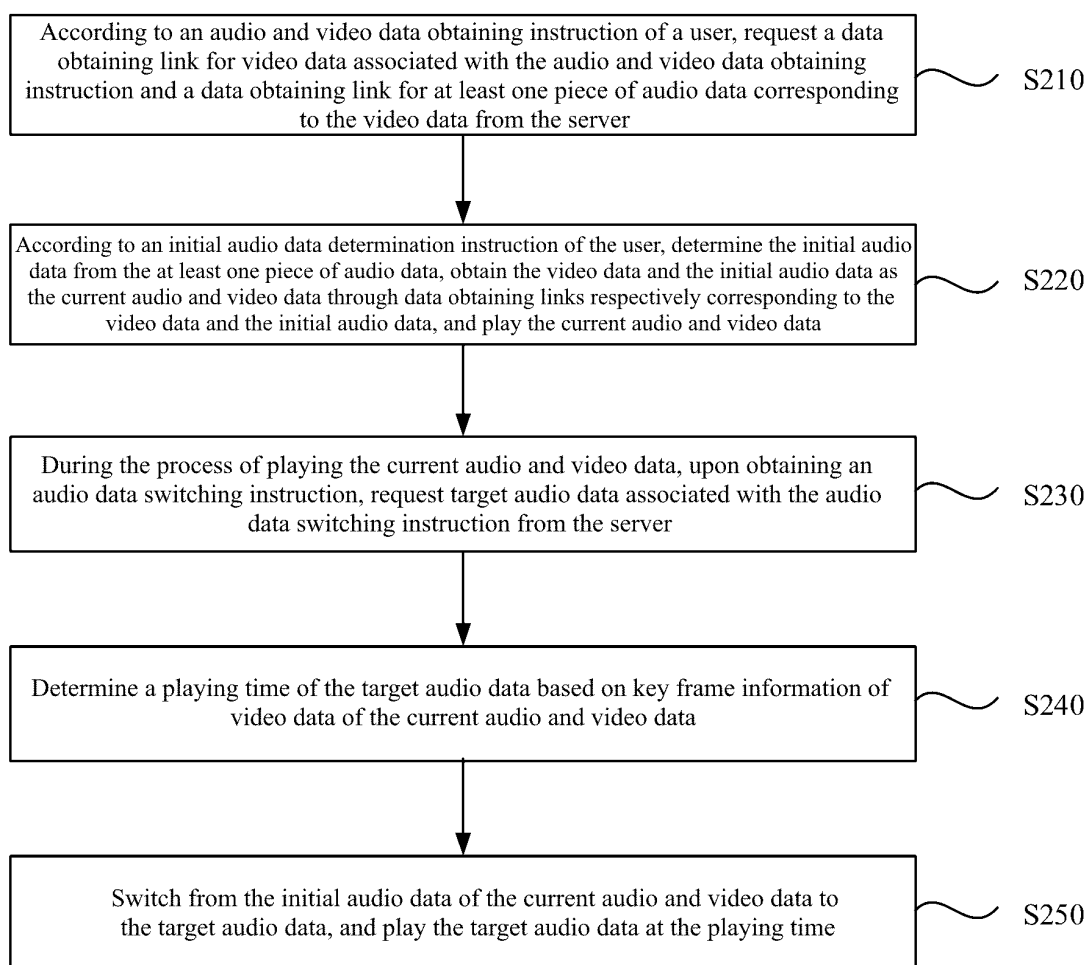 According to an audio and video data obtaining instruction of a user, request a data
obtaining link for video data associated with the audio and video data obtaining
instruction and a data obtaining link for at least one piece of audio data corresponding
to the video data from the server
S210
According to an initial audio data determination instruction of the user, determine the initial audio
data from the at least one piece of audio data, obtain the video data and the initial audio data as
the current audio and video data through data obtaining links respectively corresponding to the
video data and the initial audio data, and play the current audio and video data
S220
During the process of playing the current audio and video data, upon obtaining an
audio data switching instruction, request target audio data associated with the audio
data switching instruction from the server
S230
Determine a playing time of the target audio data based on key frame information of
video data of the current audio and video data
S240
Switch from the initial audio data of the current audio and video data to
the target audio data, and play the target audio data at the playing time
S250